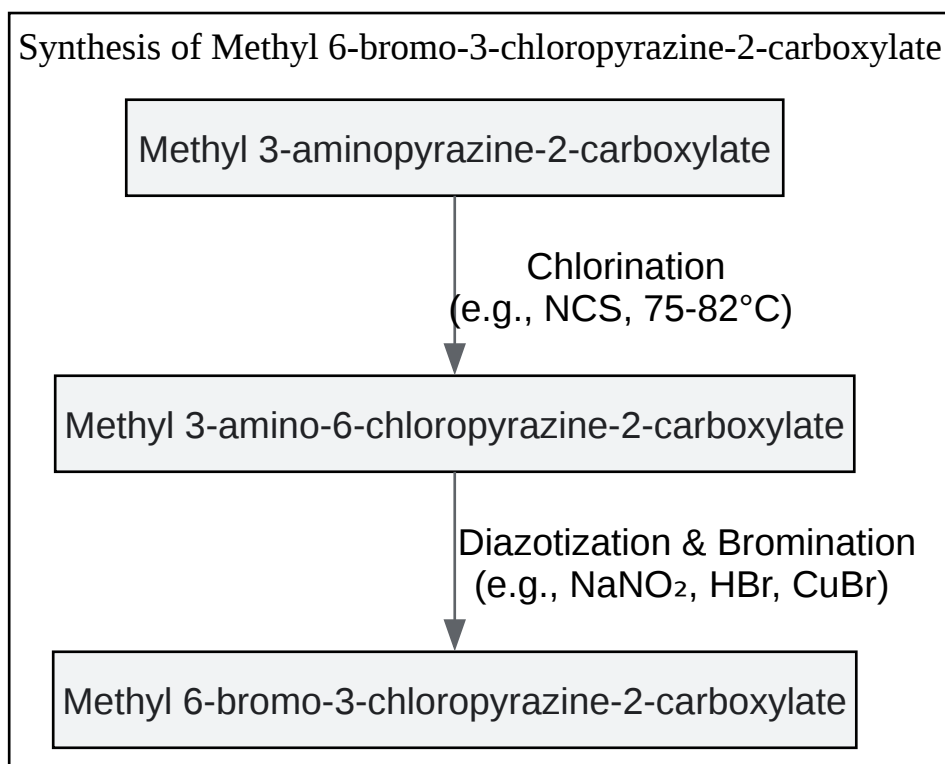 Synthesis of Methyl 6-bromo-3-chloropyrazine-2-carboxylate
Methyl 3-aminopyrazine-2-carboxylate
Chlorination
(e.g., NCS, 75-82°C)
Methyl 3-amino-6-chloropyrazine-2-carboxylate
Diazotization & Bromination
(e.g., NaNO₂, HBr, CuBr)
Methyl 6-bromo-3-chloropyrazine-2-carboxylate